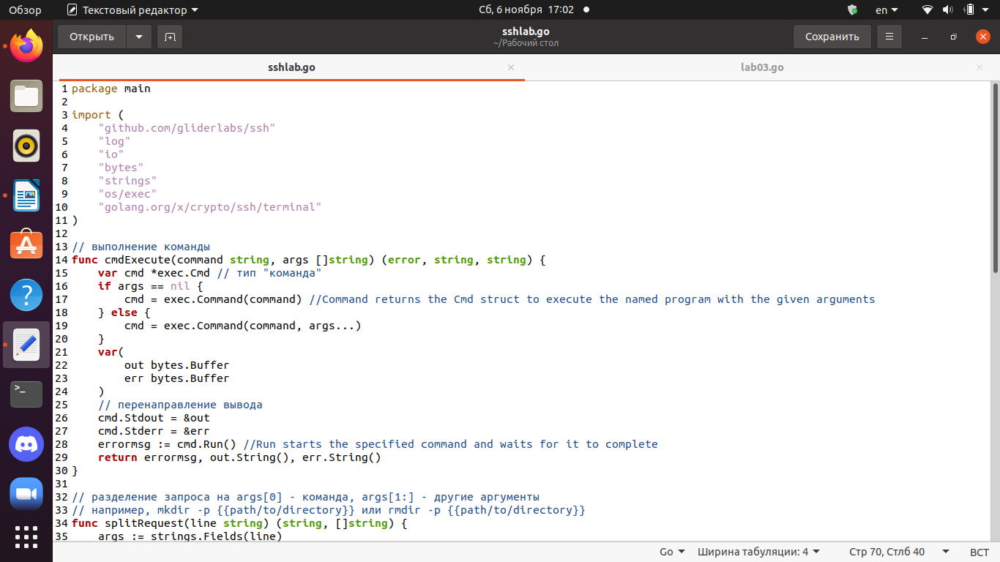 Обзор Текстовый редактор Сб, 6 ноября 17:02 en
Открыть sshlab.go Сохранить
~/Рабочий стол
sshlab.go × lab03.go ×
1 package main
2
3 import (
4     "github.com/gliderlabs/ssh"
5     "log"
6     "io"
7     "bytes"
8     "strings"
9     "os/exec"
10     "golang.org/x/crypto/ssh/terminal"
11 )
12
13 // выполнение команды
14 func cmdExecute(command string, args []string) (error, string, string) {
15     var cmd *exec.Cmd // тип "команда"
16     if args == nil {
17         cmd = exec.Command(command) //Command returns the Cmd struct to execute the named program with the given arguments
18     } else {
19         cmd = exec.Command(command, args...)
20     }
21     var(
22         out bytes.Buffer
23         err bytes.Buffer
24     )
25     // перенаправление вывода
26     cmd.Stdout = &out
27     cmd.Stderr = &err
28     errormsg := cmd.Run() //Run starts the specified command and waits for it to complete
29     return errormsg, out.String(), err.String()
30 }
31
32 // разделение запроса на args[0] - команда, args[1:] - другие аргументы
33 // например, mkdir -p {{path/to/directory}} или rmdir -p {{path/to/directory}}
34 func splitRequest(line string) (string, []string) {
35     args := strings.Fields(line)
Go Ширина табуляции: 4 Стр 70, Стлб 40 ВСТ